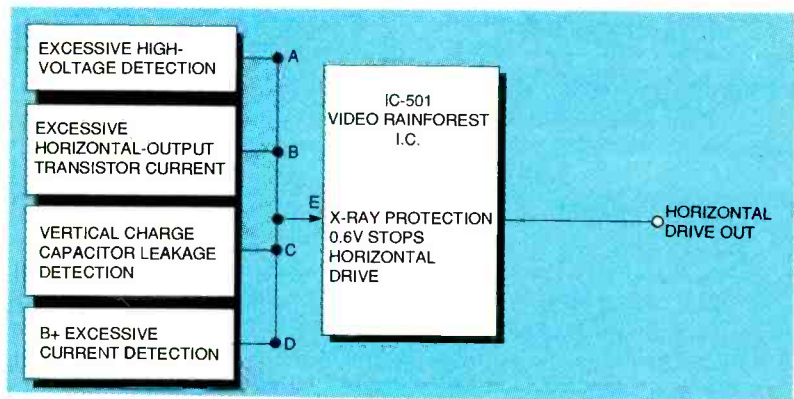 EXCESSIVE HIGH-
VOLTAGE DETECTION
A
EXCESSIVE
HORIZONTAL-OUTPUT
TRANSISTOR CURRENT
B
VERTICAL CHARGE
CAPACITOR LEAKAGE
DETECTION
C
B+ EXCESSIVE
CURRENT DETECTION
D
E
IC-501
VIDEO RAINFOREST
I.C.
X-RAY PROTECTION
0.6V STOPS
HORIZONTAL
DRIVE
HORIZONTAL
DRIVE OUT